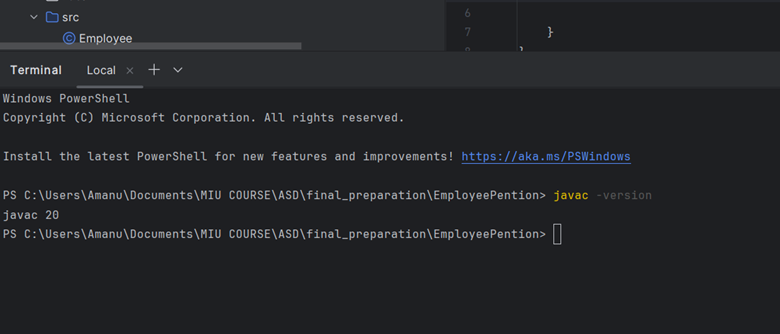 src
Employee
6
7 }
Terminal Local
Windows PowerShell
Copyright (C) Microsoft Corporation. All rights reserved.
Install the latest PowerShell for new features and improvements! https://aka.ms/PSWindows
PS C:\Users\Amanu\Documents\MIU COURSE\ASD\final_preparation\EmployeePention> javac -version
javac 20
PS C:\Users\Amanu\Documents\MIU COURSE\ASD\final_preparation\EmployeePention>